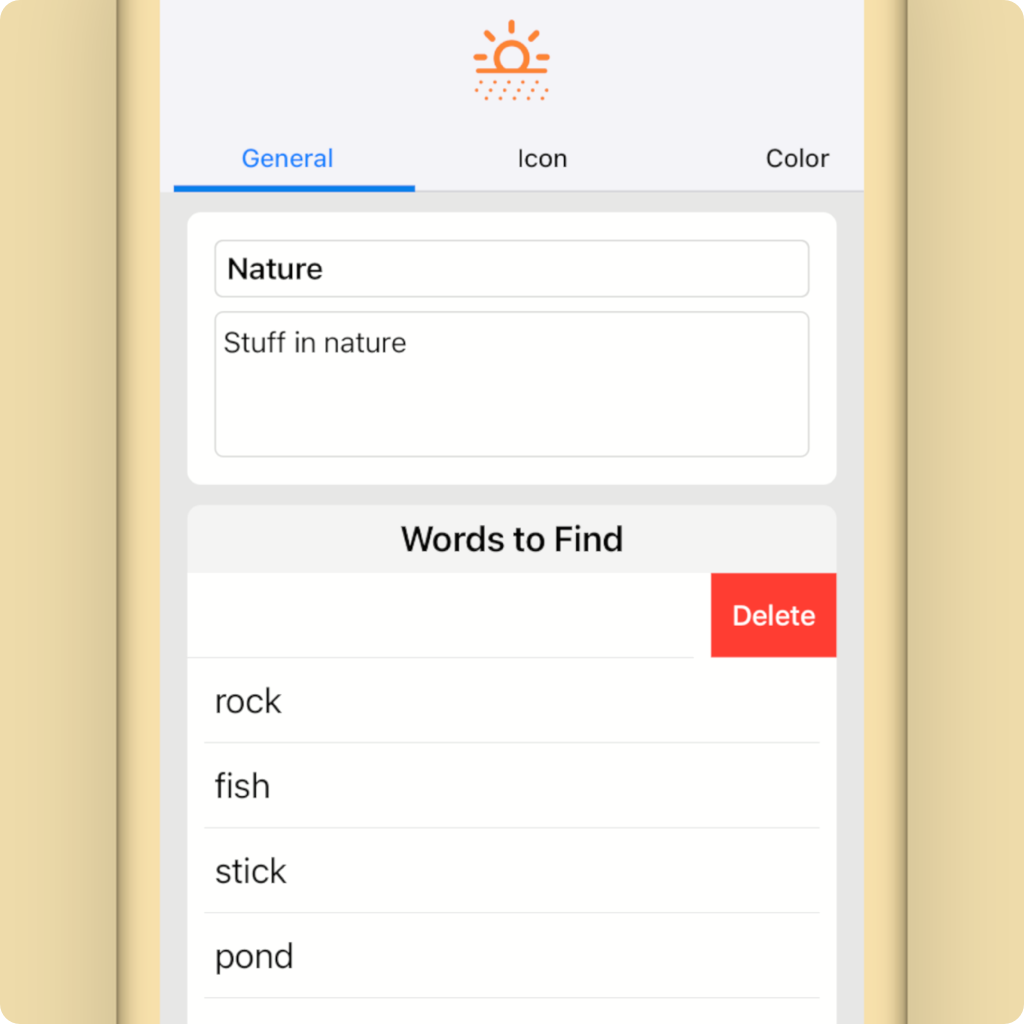 General Icon Color
Nature
Stuff in nature
Words to Find
Delete
rock
fish
stick
pond